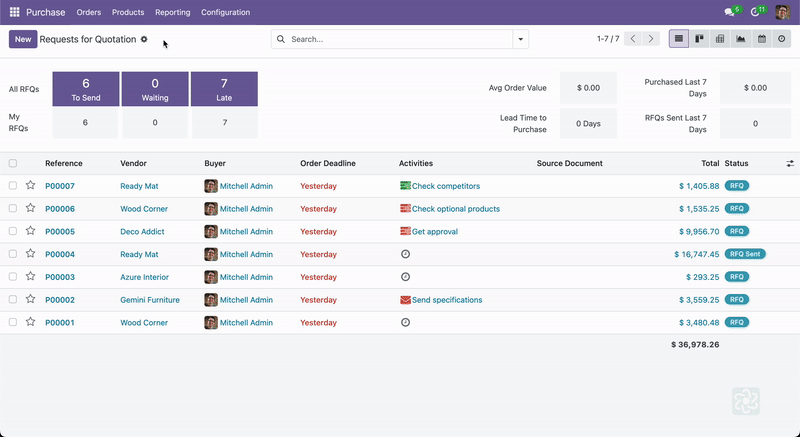 Purchase Orders Products Reporting Configuration 6 11
New Requests for Quotation Search... 1-7 / 7
All RFQs 6 To Send 0 Waiting 7 Late
My RFQs 6 0 7
Avg Order Value $ 0.00 Purchased Last 7 Days $ 0.00
Lead Time to Purchase 0 Days RFQs Sent Last 7 Days 0
Reference Vendor Buyer Order Deadline Activities Source Document Total Status
P00007 Ready Mat Mitchell Admin Yesterday Check competitors $ 1,405.88 RFQ
P00006 Wood Corner Mitchell Admin Yesterday Check optional products $ 1,535.25 RFQ
P00005 Deco Addict Mitchell Admin Yesterday Get approval $ 9,956.70 RFQ
P00004 Ready Mat Mitchell Admin Yesterday $ 16,747.45 RFQ Sent
P00003 Azure Interior Mitchell Admin Yesterday $ 293.25 RFQ
P00002 Gemini Furniture Mitchell Admin Yesterday Send specifications $ 3,559.25 RFQ
P00001 Wood Corner Mitchell Admin Yesterday $ 3,480.48 RFQ
$ 36,978.26